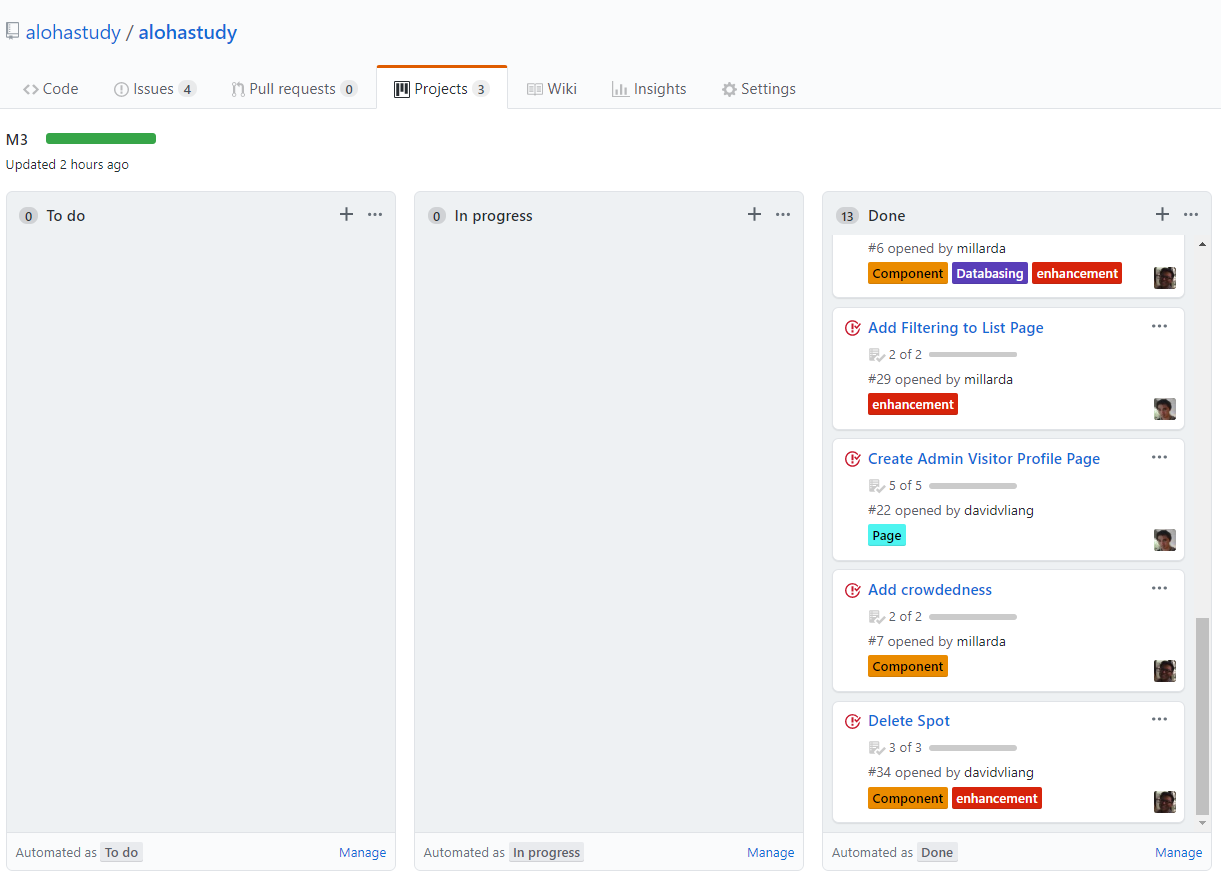 alohastudy / alohastudy
Code Issues 4 Pull requests 0 Projects 3 Wiki Insights Settings
M3
Updated 2 hours ago
0 To do
Automated as To do Manage
0 In progress
Automated as In progress Manage
13 Done
#6 opened by millarda
Component Databasing enhancement
Add Filtering to List Page
2 of 2
#29 opened by millarda
enhancement
Create Admin Visitor Profile Page
5 of 5
#22 opened by davidvliang
Page
Add crowdedness
2 of 2
#7 opened by millarda
Component
Delete Spot
3 of 3
#34 opened by davidvliang
Component enhancement
Automated as Done Manage